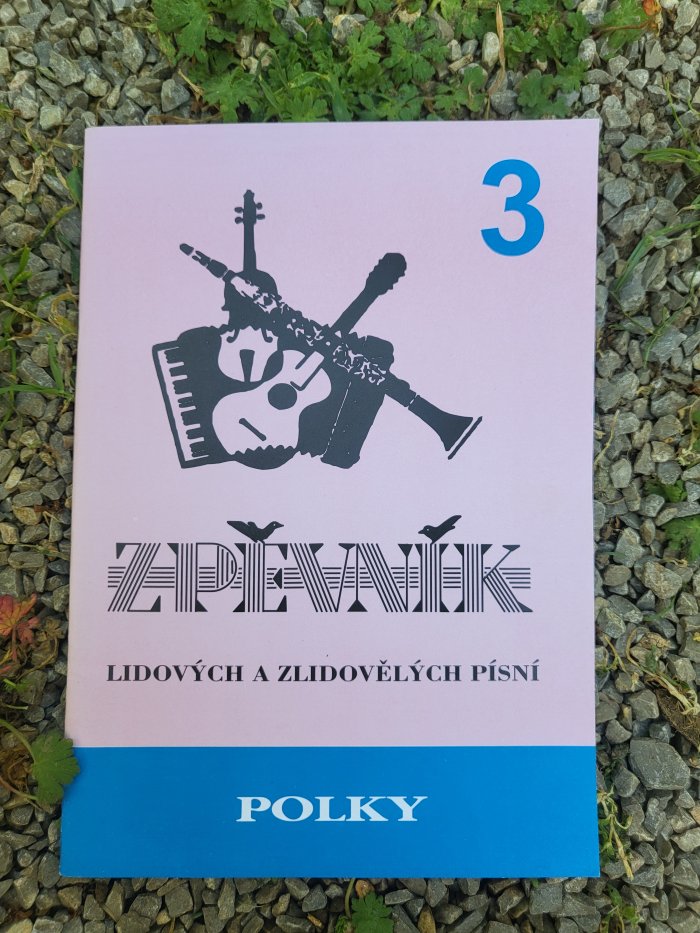 3
ZPĚVNÍK
LIDOVÝCH A ZLIDOVĚLÝCH PÍSNÍ
POLKY